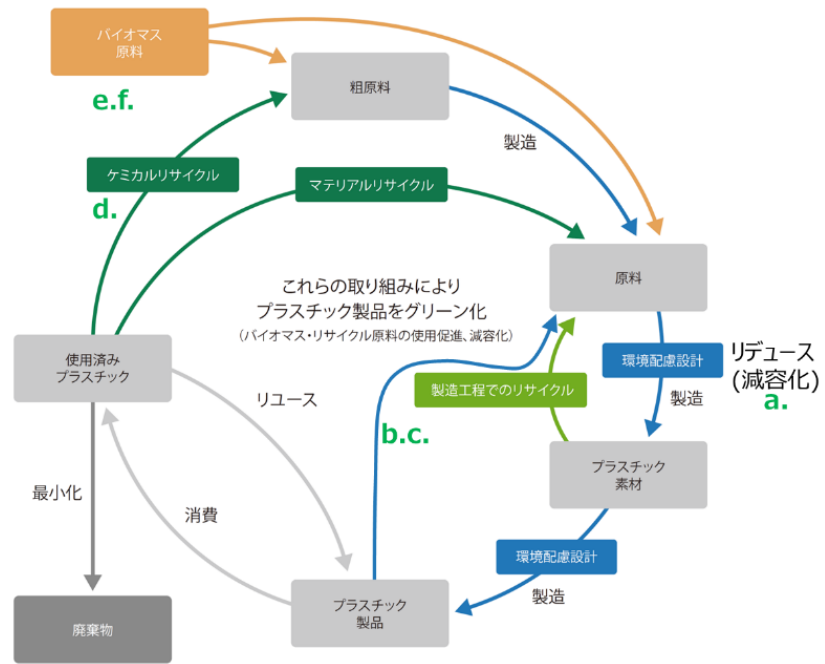 バイオマス
原料
e.f.
粗原料
製造
ケミカルリサイクル
d.
マテリアルリサイクル
原料
これらの取り組みにより
プラスチック製品をグリーン化
(バイオマス・リサイクル原料の使用促進、減容化)
使用済み
プラスチック
環境配慮設計
リデュース
(減容化)
a.
製造
製造工程でのリサイクル
リユース
b.c.
プラスチック
素材
最小化
消費
環境配慮設計
製造
プラスチック
製品
廃棄物